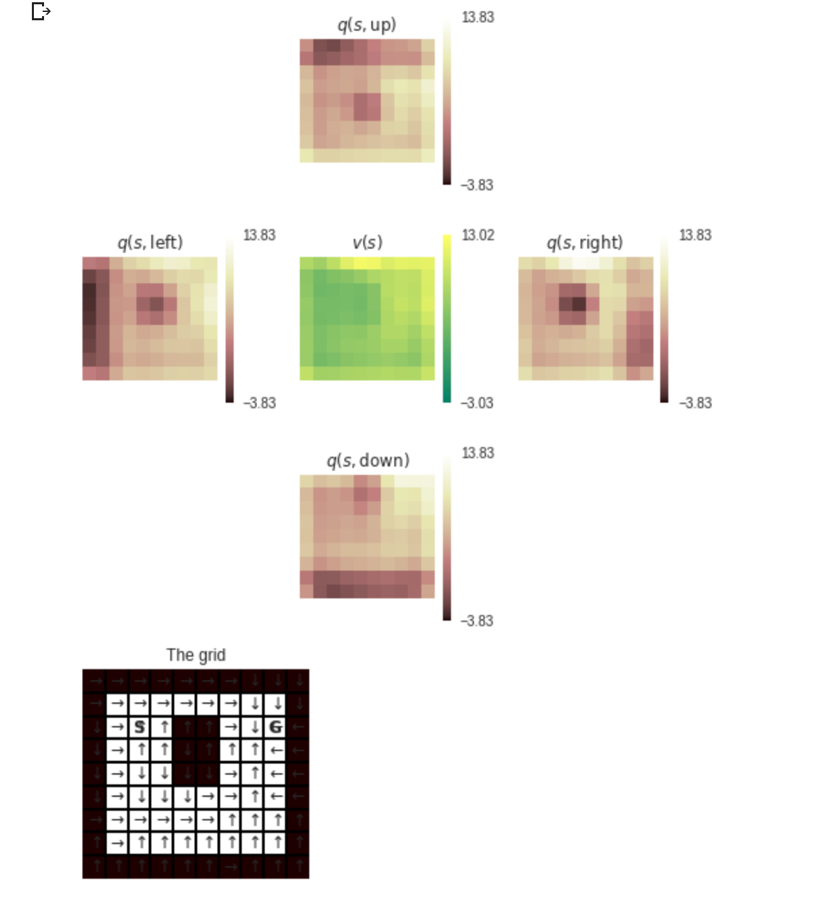 q(s, up)
13.83
−3.83
q(s, left)
13.83
−3.83
v(s)
13.02
−3.03
q(s, right)
13.83
−3.83
q(s, down)
13.83
−3.83
The grid
S G